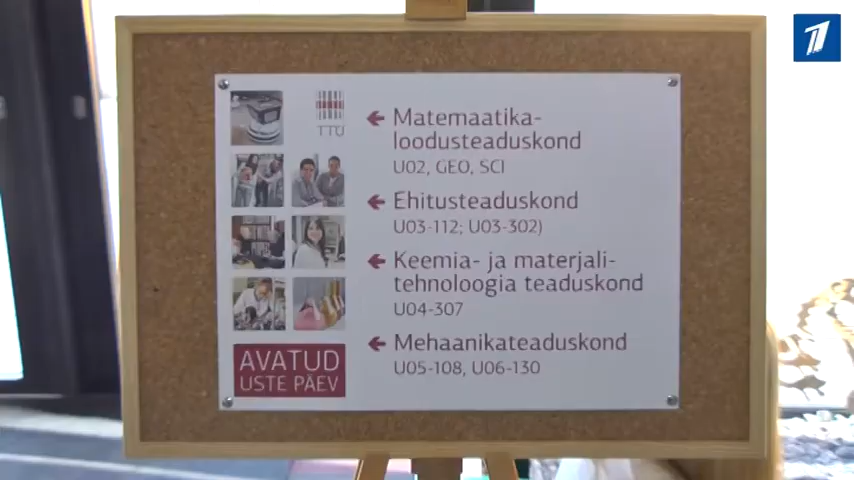 TTÜ
Matemaatika-
loodusteaduskond
U02, GEO, SCI
Ehitusteaduskond
U03-112; U03-302)
Keemia- ja materjali-
tehnoloogia teaduskond
U04-307
Mehaanikateaduskond
U05-108, U06-130
AVATUD
USTE PÄEV
1